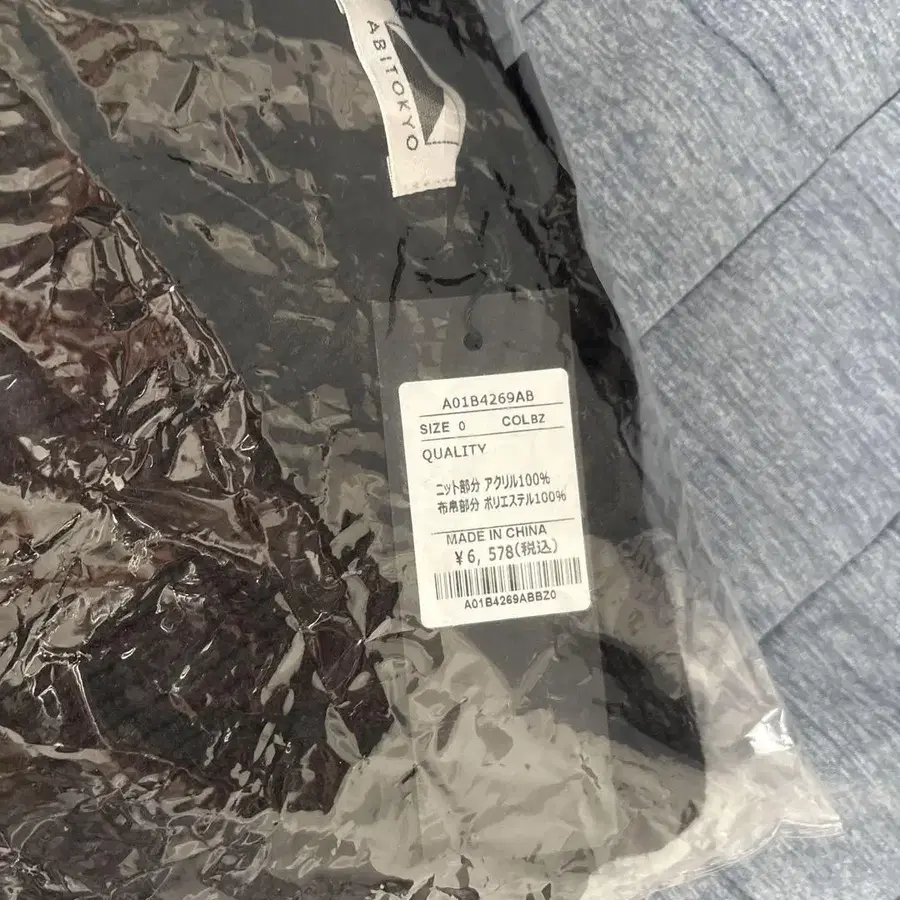 ABITOKYO
A01B4269AB
SIZE 0 COLBZ
QUALITY
ニット部分 アクリル100%
布帛部分 ポリエステル100%
MADE IN CHINA
¥6,578(税込)
A01B4269ABBZ0